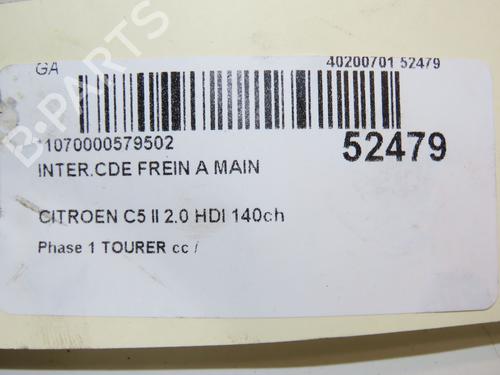 GA
40200701 52479
11070000579502
52479
INTER.CDE FREIN A MAIN
CITROEN C5 II 2.0 HDI 140ch
Phase 1 TOURER cc /
B-PARTS